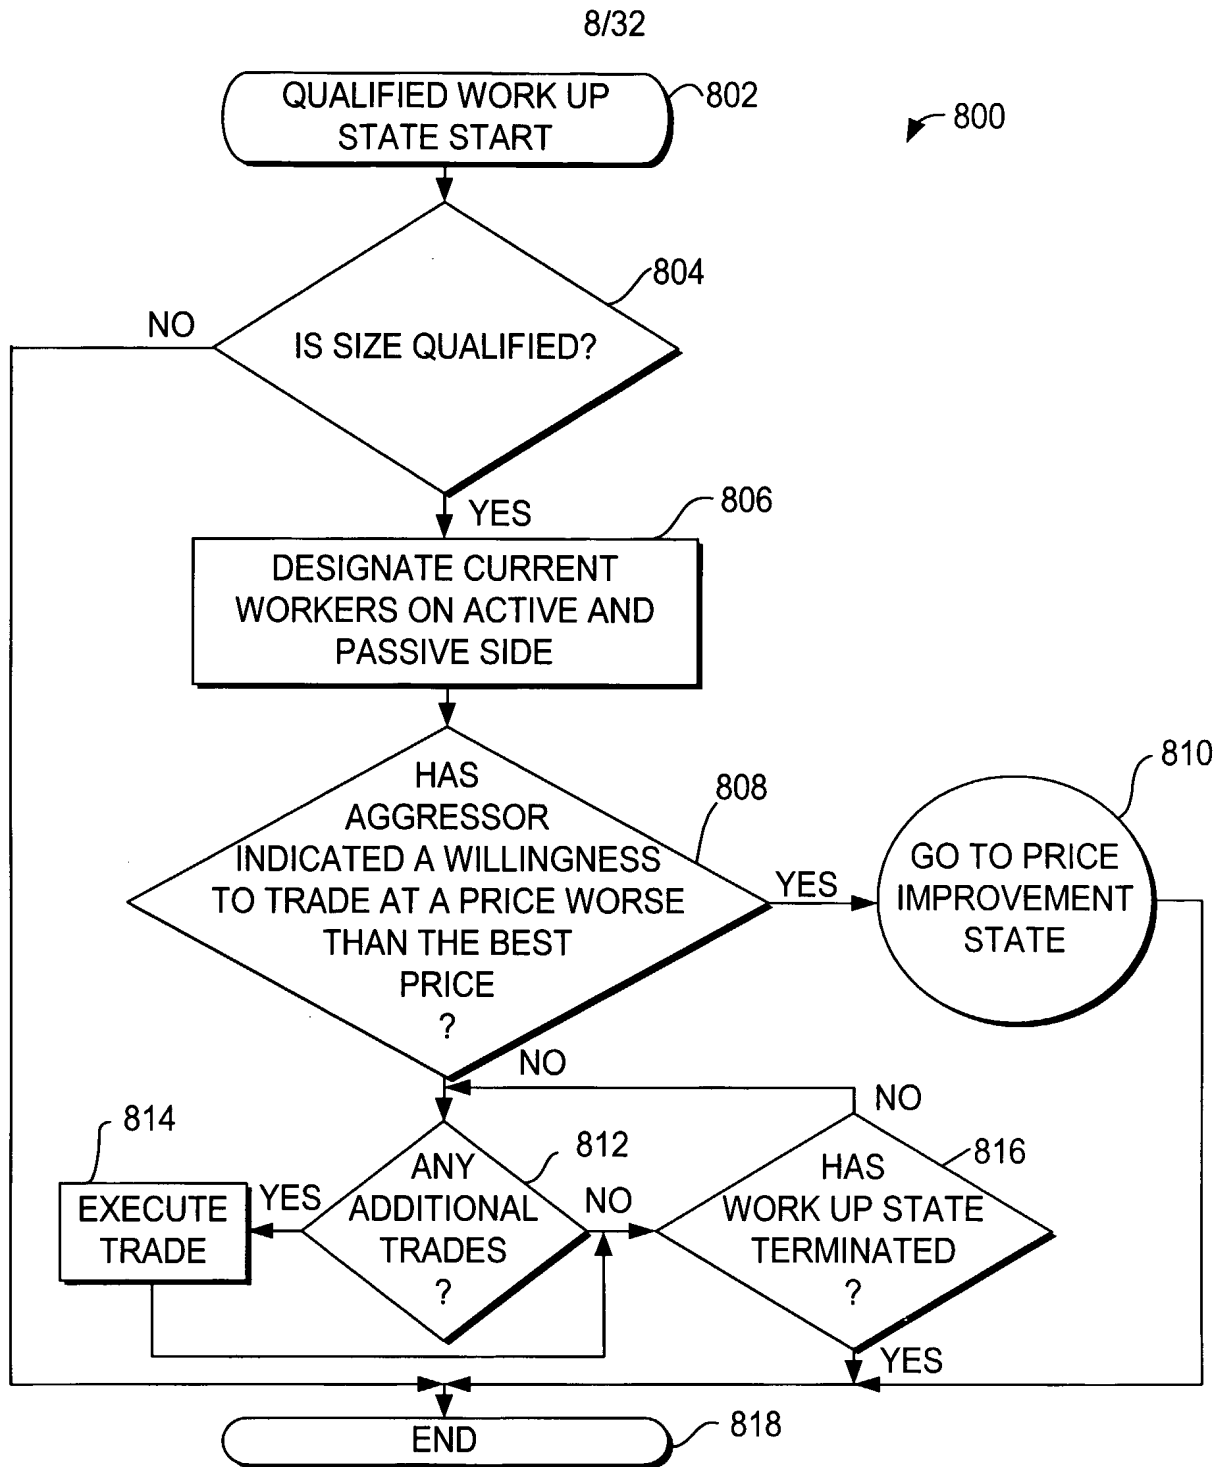 8/32
QUALIFIED WORK UP
STATE START
802
800
804
NO
IS SIZE QUALIFIED?
YES
806
DESIGNATE CURRENT
WORKERS ON ACTIVE AND
PASSIVE SIDE
810
HAS
AGGRESSOR
INDICATED A WILLINGNESS
TO TRADE AT A PRICE WORSE
THAN THE BEST
PRICE
?
808
YES
GO TO PRICE
IMPROVEMENT
STATE
NO
NO
814
812
816
EXECUTE
TRADE
YES
ANY
ADDITIONAL
TRADES
?
NO
HAS
WORK UP STATE
TERMINATED
?
YES
END
818